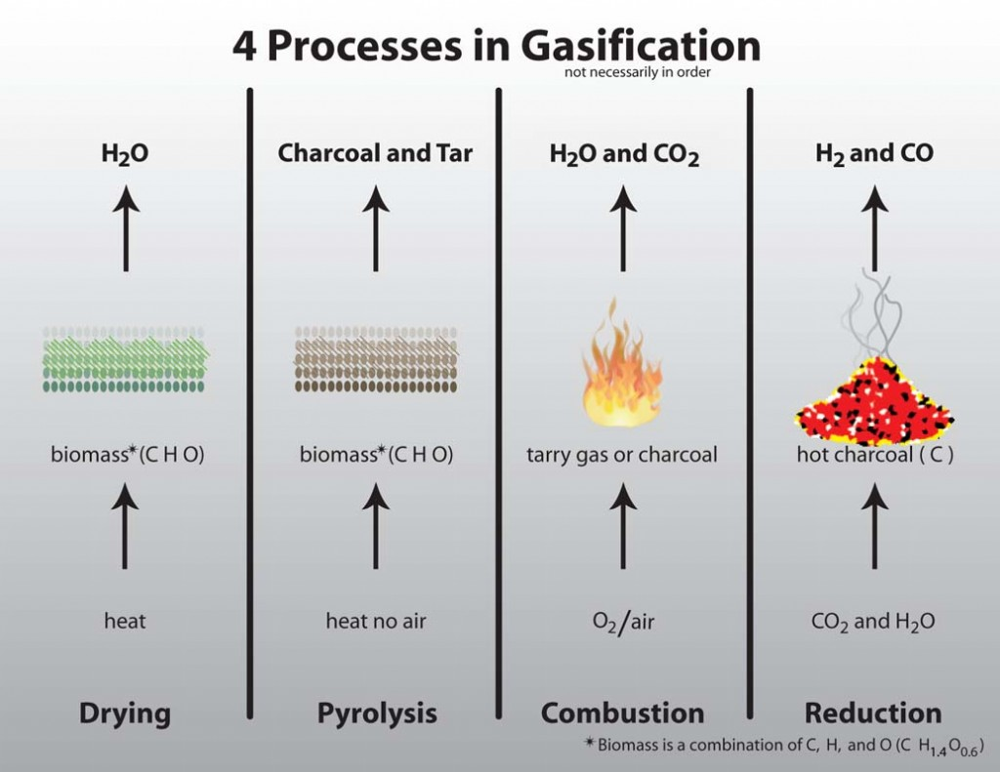 4 Processes in Gasification
not necessarily in order
H₂O
Charcoal and Tar
H₂O and CO₂
H₂ and CO
biomass*(C H O)
biomass*(C H O)
tarry gas or charcoal
hot charcoal ( C )
heat
heat no air
O₂/air
CO₂ and H₂O
Drying
Pyrolysis
Combustion
Reduction
* Biomass is a combination of C, H, and O (C H₁.₄O₀.₆)